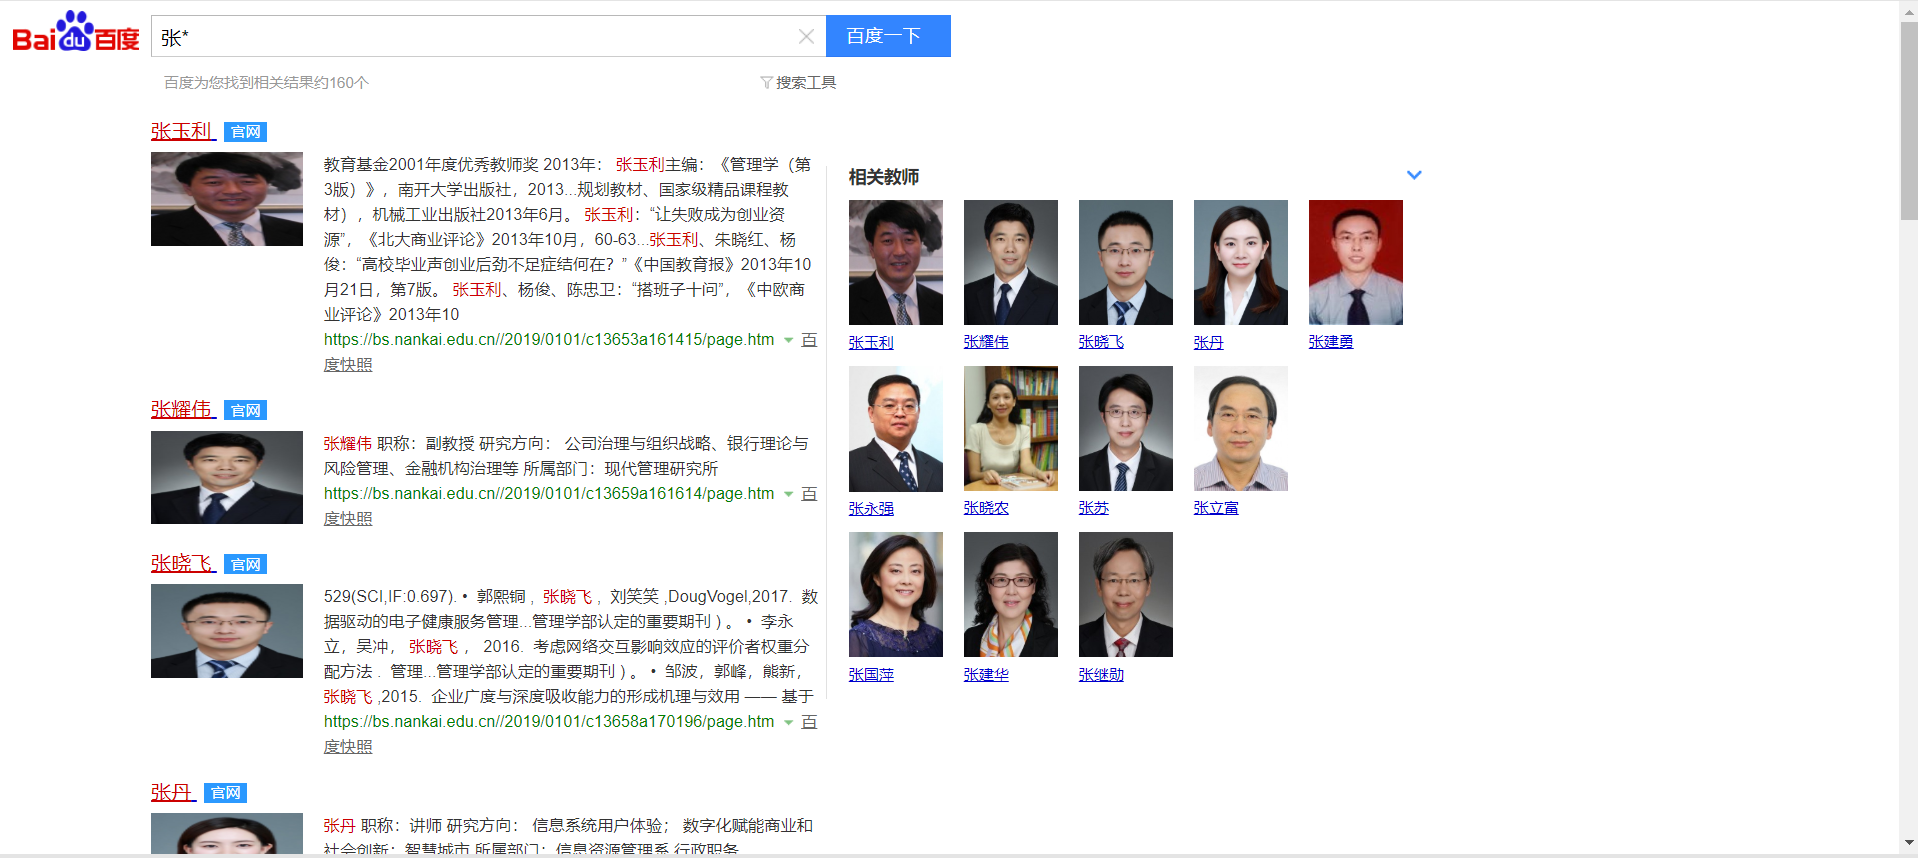 Bai du 百度
张*
百度一下
百度为您找到相关结果约160个
搜索工具
张玉利 官网
教育基金2001年度优秀教师奖 2013年： 张玉利主编：《管理学（第
3版）》，南开大学出版社，2013...规划教材、国家级精品课程教
材），机械工业出版社2013年6月。 张玉利：“让失败成为创业资
源”，《北大商业评论》2013年10月，60-63...张玉利、朱晓红、杨
俊：“高校毕业声创业后劲不足症结何在？”《中国教育报》2013年10
月21日，第7版。 张玉利、杨俊、陈忠卫：“搭班子十问”，《中欧商
业评论》2013年10
https://bs.nankai.edu.cn//2019/0101/c13653a161415/page.htm 百
度快照
张耀伟 官网
张耀伟 职称：副教授 研究方向： 公司治理与组织战略、银行理论与
风险管理、金融机构治理等 所属部门：现代管理研究所
https://bs.nankai.edu.cn//2019/0101/c13659a161614/page.htm 百
度快照
张晓飞 官网
529(SCI,IF:0.697). • 郭熙铜 , 张晓飞 , 刘笑笑 ,DougVogel,2017. 数
据驱动的电子健康服务管理...管理学部认定的重要期刊 ) 。 • 李永
立，吴冲， 张晓飞 ， 2016. 考虑网络交互影响效应的评价者权重分
配方法 . 管理...管理学部认定的重要期刊 ) 。 • 邹波，郭峰，熊新，
张晓飞 ,2015. 企业广度与深度吸收能力的形成机理与效用 —— 基于
https://bs.nankai.edu.cn//2019/0101/c13658a170196/page.htm 百
度快照
张丹 官网
张丹 职称：讲师 研究方向： 信息系统用户体验； 数字化赋能商业和
社会创新；智慧城市 所属部门：信息资源管理系 行政职务
相关教师
张玉利 张耀伟 张晓飞 张丹 张建勇
张永强 张晓农 张苏 张立富
张国萍 张建华 张继勋